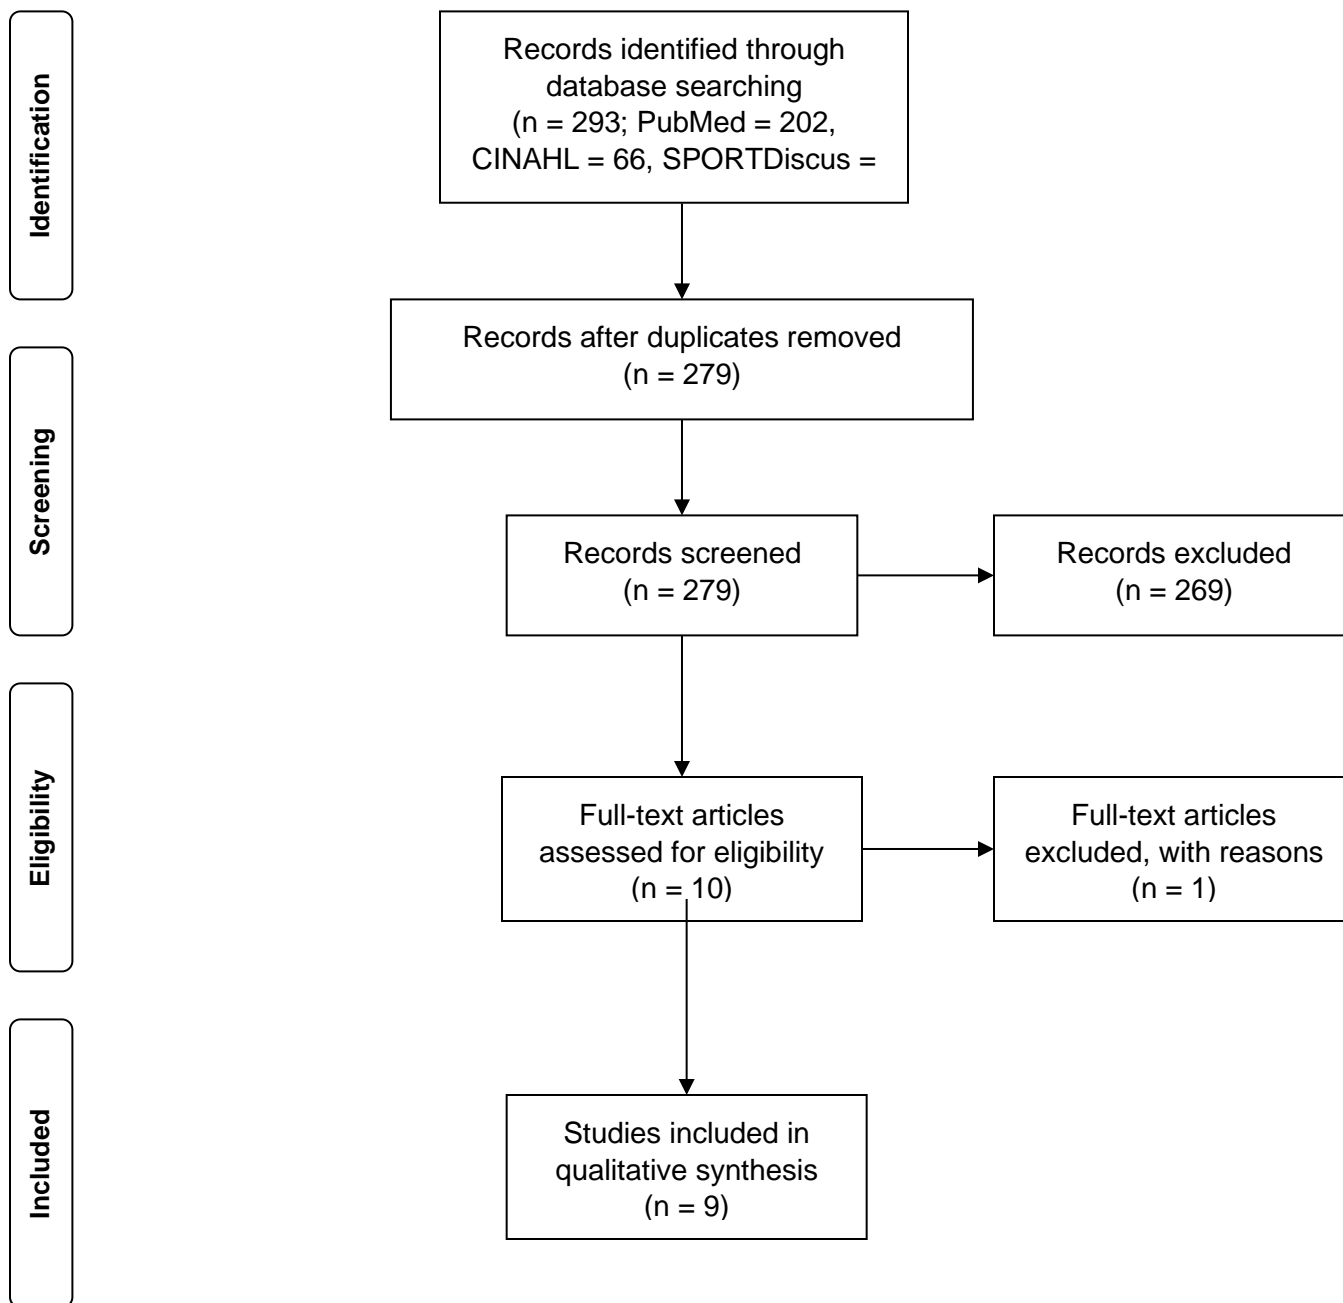 Identification
Records identified through
database searching
(n = 293; PubMed = 202,
CINAHL = 66, SPORTDiscus =
Records after duplicates removed
(n = 279)
Screening
Records screened
(n = 279)
Records excluded
(n = 269)
Eligibility
Full-text articles
assessed for eligibility
(n = 10)
Full-text articles
excluded, with reasons
(n = 1)
Included
Studies included in
qualitative synthesis
(n = 9)